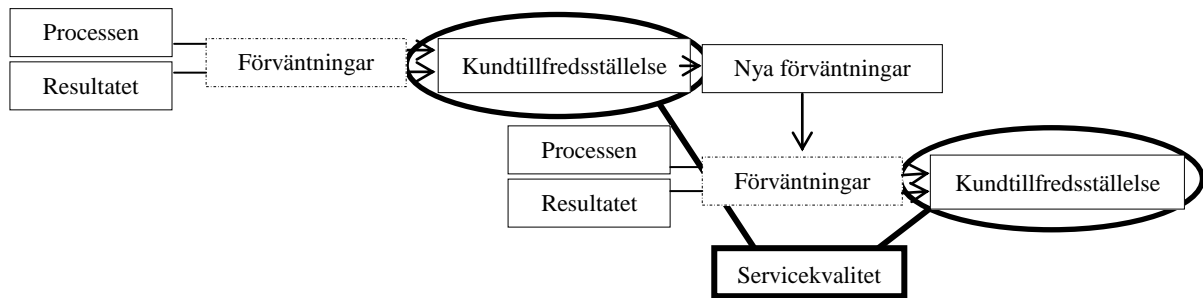 Processen
Resultatet
Förväntningar
Kundtillfredsställelse
Nya förväntningar
Processen
Resultatet
Förväntningar
Kundtillfredsställelse
Servicekvalitet